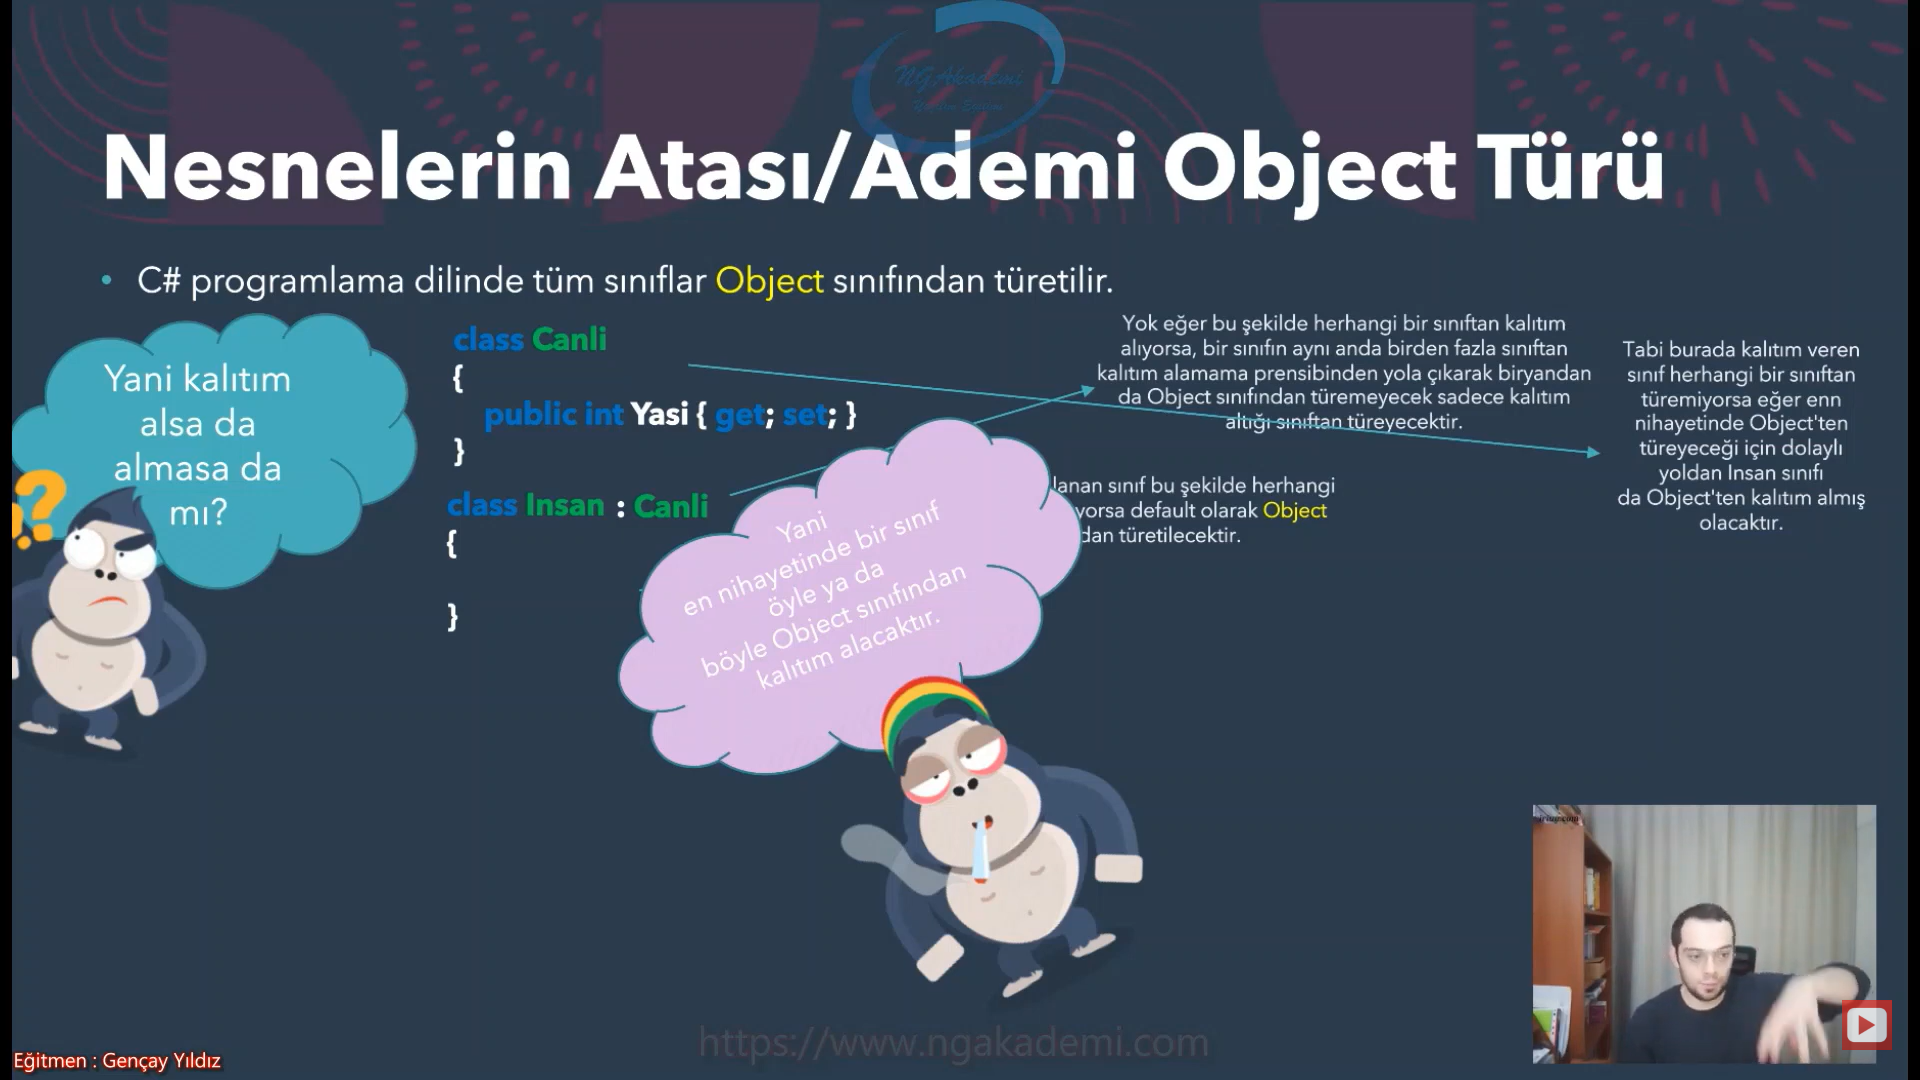 NG Akademi
Nesnelerin Atası/Ademi Object Türü
• C# programlama dilinde tüm sınıflar Object sınıfından türetilir.
Yani kalıtım
alsa da
almasa da
mı?
??
class Canli
{
public int Yasi { get; set; }
}
class Insan : Canli
{
}
Yok eğer bu şekilde herhangi bir sınıftan kalıtım
alıyorsa, bir sınıfın aynı anda birden fazla sınıftan
kalıtım alamama prensibinden yola çıkarak biryandan
da Object sınıfından türemeyecek sadece kalıtım
altığı sınıftan türeyecektir.
Tabi burada kalıtım veren
sınıf herhangi bir sınıftan
türemiyorsa eğer enn
nihayetinde Object'ten
türeyeceği için dolaylı
yoldan Insan sınıfı
da Object'ten kalıtım almış
olacaktır.
lanan sınıf bu şekilde herhangi
yorsa default olarak Object
dan türetilecektir.
Yani
en nihayetinde bir sınıf
öyle ya da
böyle Object sınıfından
kalıtım alacaktır.
https://www.ngakademi.com
Eğitmen : Gençay Yıldız